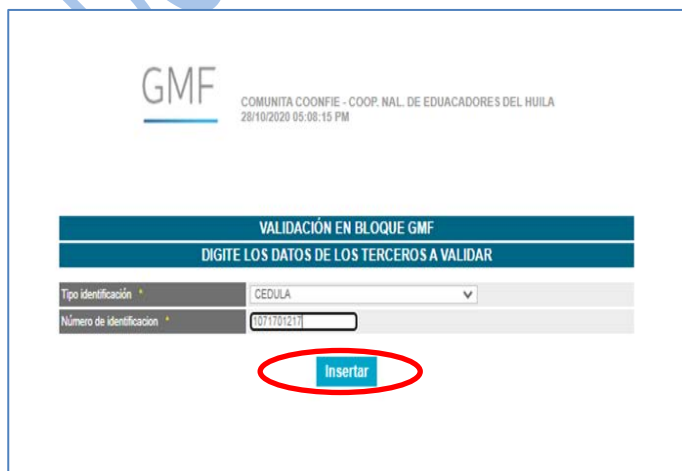 GMF
COMUNITA COONFIE - COOP. NAL. DE EDUACADORES DEL HUILA
28/10/2020 05:08:15 PM
VALIDACIÓN EN BLOQUE GMF
DIGITE LOS DATOS DE LOS TERCEROS A VALIDAR
Tipo identificación * CEDULA
Número de identificacion * 1071701217
Insertar